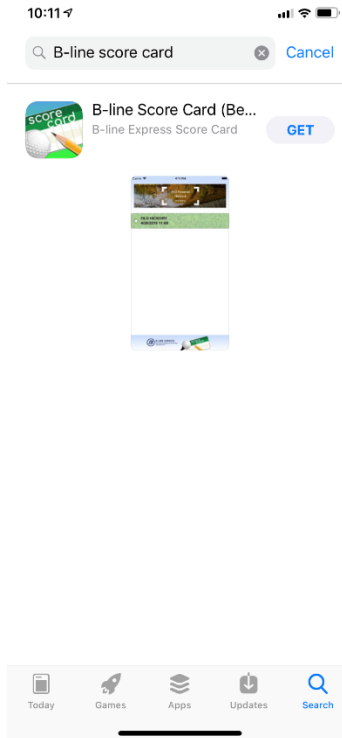 10:11
B-line score card
Cancel
score
card
B-line Score Card (Be...
B-line Express Score Card
GET
Today
Games
Apps
Updates
Search